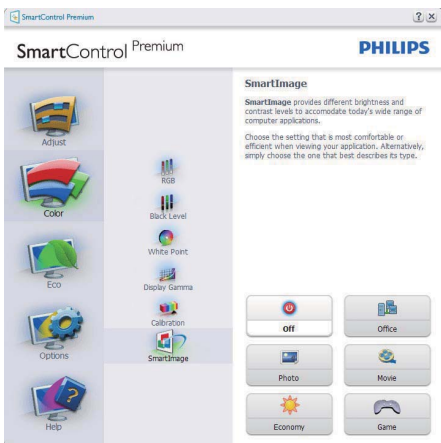 SmartControl Premium
SmartControl Premium
PHILIPS
Adjust
Color
Eco
Options
Help
RGB
Black Level
White Point
Display Gamma
Calibration
SmartImage
SmartImage
SmartImage provides different brightness and
contrast levels to accomodate today's wide range of
computer applications.
Choose the setting that is most comfortable or
efficient when viewing your application. Alternatively,
simply choose the one that best describes its type.
Off
Office
Photo
Movie
Economy
Game